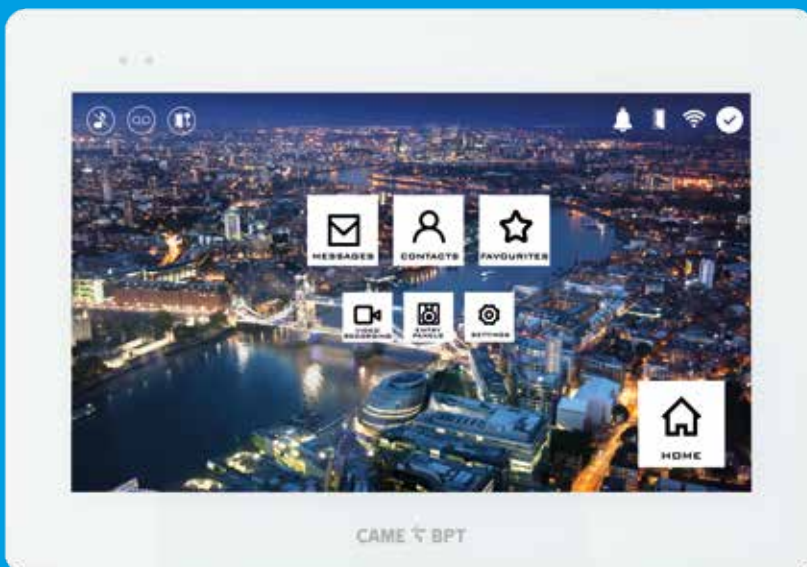 MESSAGES
CONTACTS
FAVOURITES
VIDEO
RECORDING
ENTRY
PANELS
SETTINGS
HOME
CAME BPT